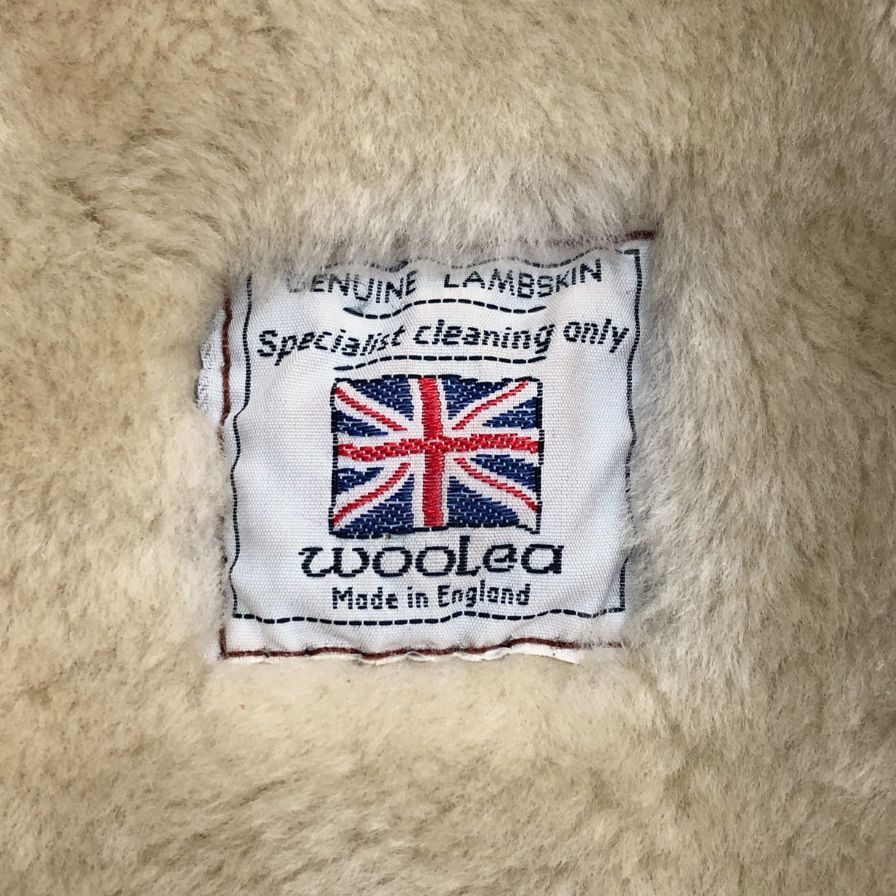 GENUINE LAMBSKIN
Specialist cleaning only
woolea
Made in England